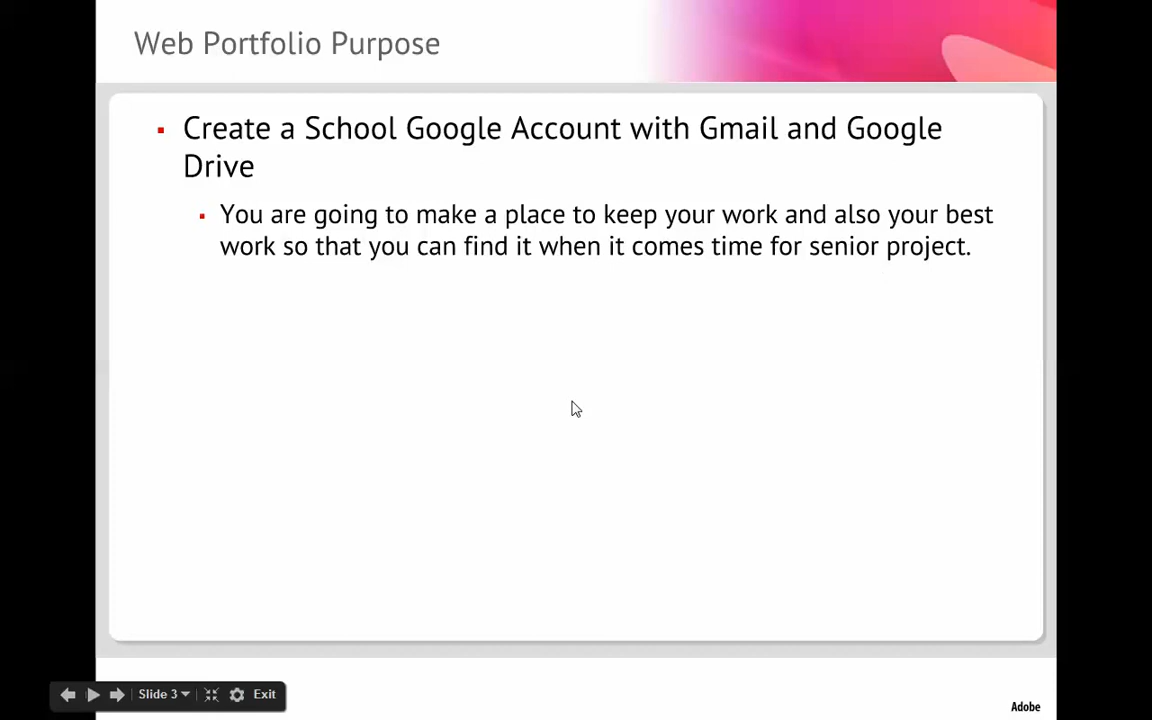 Web Portfolio Purpose
Create a School Google Account with Gmail and Google
Drive
You are going to make a place to keep your work and also your best
work so that you can find it when it comes time for senior project.
Slide 3
Exit
Adobe